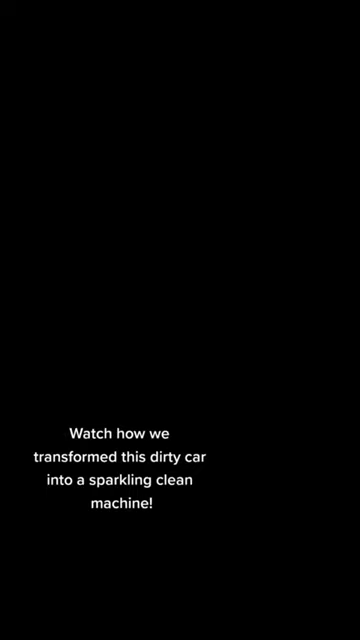 Watch how we
transformed this dirty car
into a sparkling clean
machine!